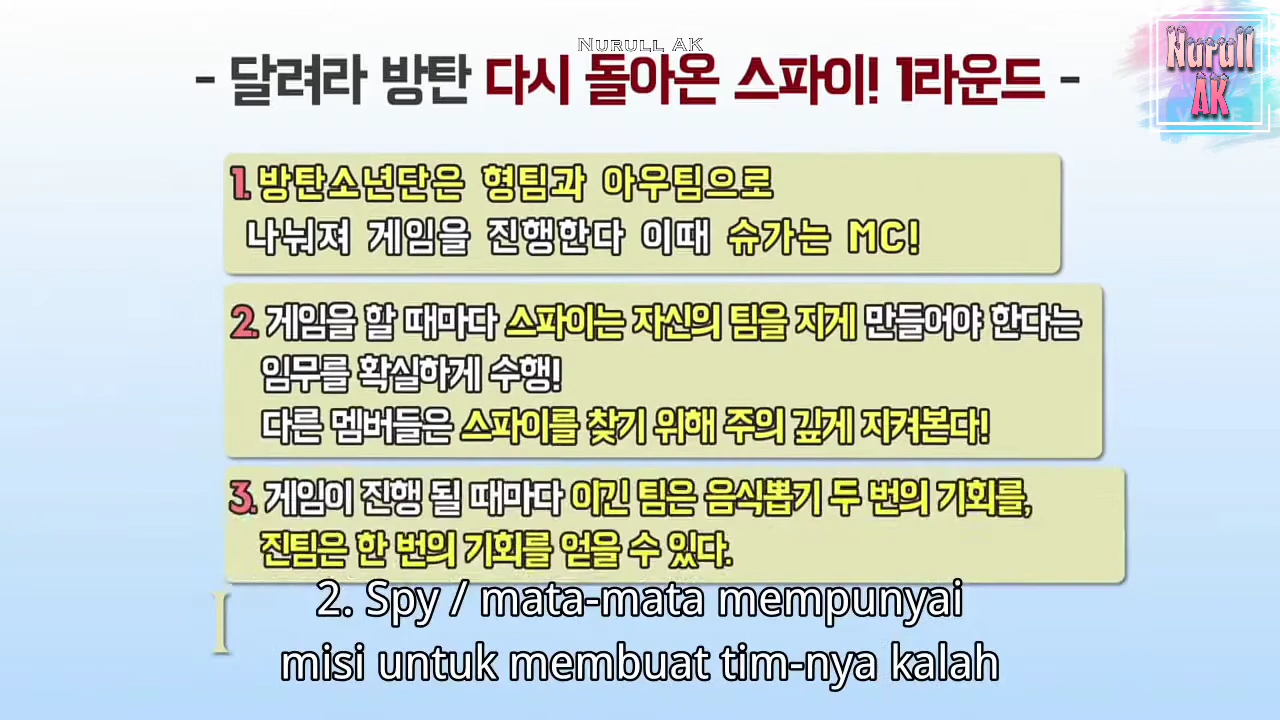 NURULL AK
Nurull
AK
- 달려라 방탄 다시 돌아온 스파이! 1라운드 -
1. 방탄소년단은 형팀과 아우팀으로
나눠져 게임을 진행한다 이때 슈가는 MC!
2. 게임을 할 때마다 스파이는 자신의 팀을 지게 만들어야 한다는
임무를 확실하게 수행!
다른 멤버들은 스파이를 찾기 위해 주의 깊게 지켜본다!
3. 게임이 진행 될 때마다 이긴 팀은 음식뽑기 두 번의 기회를,
진팀은 한 번의 기회를 얻을 수 있다.
2. Spy / mata-mata mempunyai
misi untuk membuat tim-nya kalah